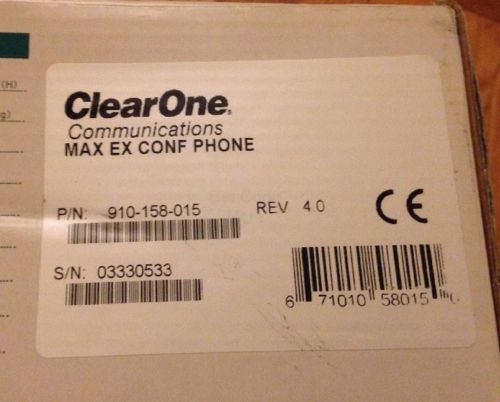 (H)
g)
ClearOne®
Communications
MAX EX CONF PHONE
P/N: 910-158-015
REV 4.0
CE
S/N: 03330533
6 71010 58015